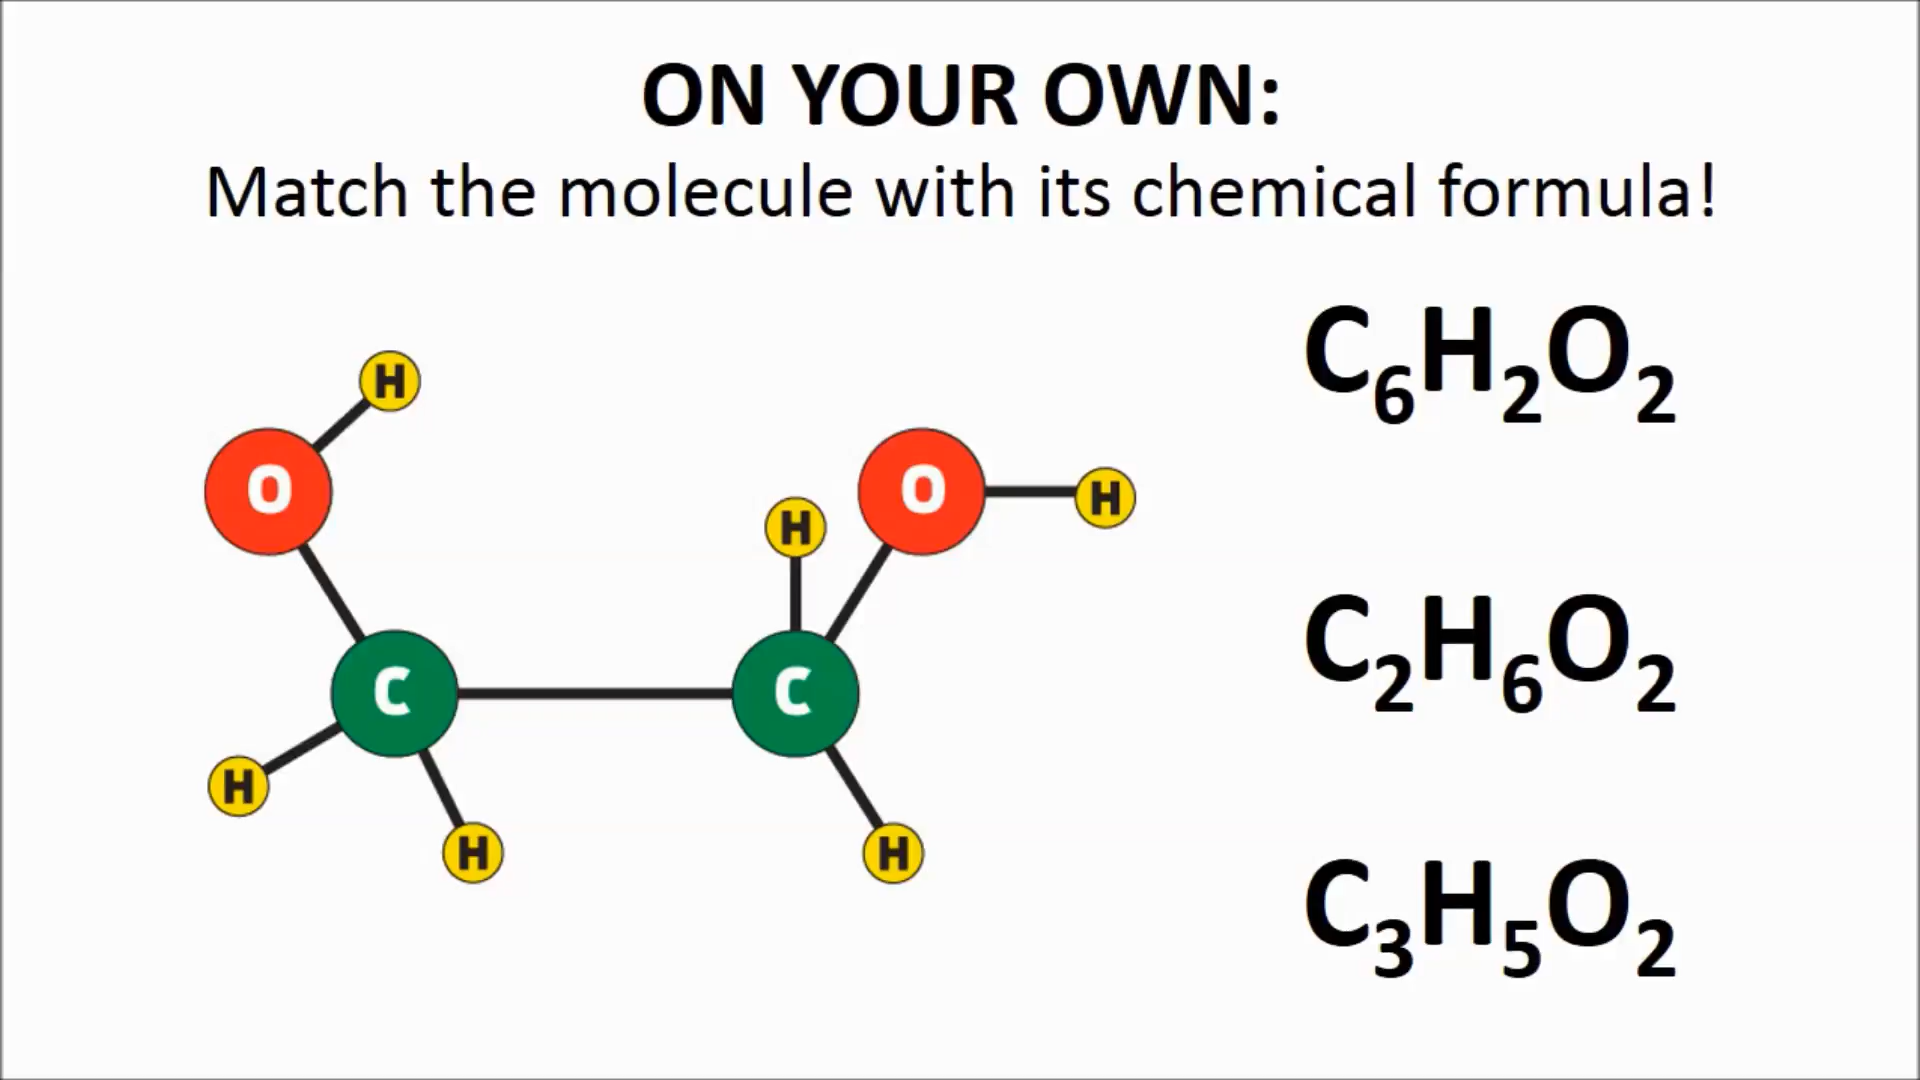 ON YOUR OWN:
Match the molecule with its chemical formula!
C₆H₂O₂
H
O
O
H
H
C₂H₆O₂
C
C
H
H
H
C₃H₅O₂